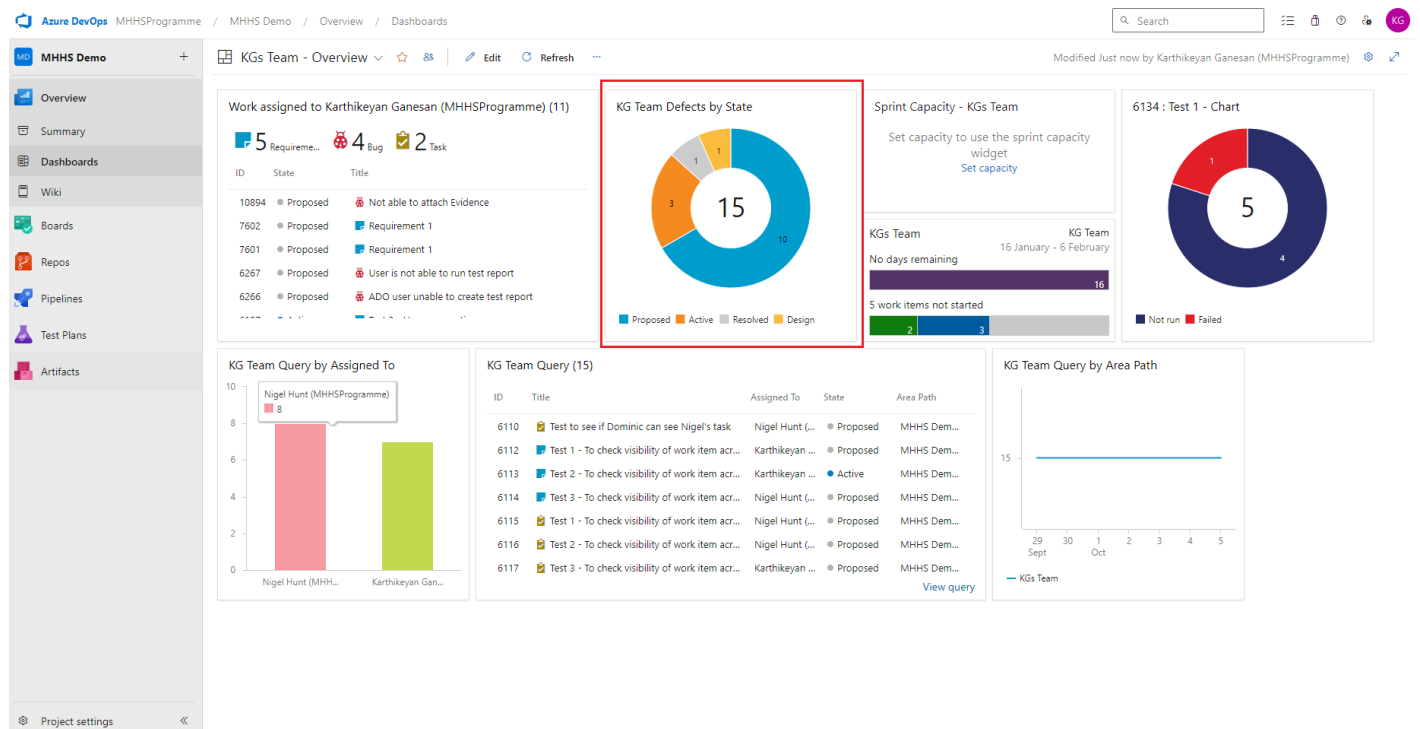 Azure DevOps MHHSProgramme / MHHS Demo / Overview / Dashboards
Search
KG
MD MHHS Demo +
Overview
Summary
Dashboards
Wiki
Boards
Repos
Pipelines
Test Plans
Artifacts
Project settings
KGs Team - Overview
Edit
Refresh
Modified Just now by Karthikeyan Ganesan (MHHSProgramme)
Work assigned to Karthikeyan Ganesan (MHHSProgramme) (11)
5 Requireme... 4 Bug 2 Task
ID State Title
10894 Proposed Not able to attach Evidence
7602 Proposed Requirement 1
7601 Proposed Requirement 1
6267 Proposed User is not able to run test report
6266 Proposed ADO user unable to create test report
KG Team Defects by State
1
1
3
15
10
Proposed Active Resolved Design
Sprint Capacity - KGs Team
Set capacity to use the sprint capacity
widget
Set capacity
KGs Team KG Team
16 January - 6 February
No days remaining
16
5 work items not started
2 3
6134 : Test 1 - Chart
1
5
4
Not run Failed
KG Team Query by Assigned To
10
8
6
4
2
0
Nigel Hunt (MHHSProgramme)
8
Nigel Hunt (MHH... Karthikeyan Gan...
KG Team Query (15)
ID Title Assigned To State Area Path
6110 Test to see if Dominic can see Nigel's task Nigel Hunt (... Proposed MHHS Dem...
6112 Test 1 - To check visibility of work item acr... Karthikeyan ... Proposed MHHS Dem...
6113 Test 2 - To check visibility of work item acr... Karthikeyan ... Active MHHS Dem...
6114 Test 3 - To check visibility of work item acr... Nigel Hunt (... Proposed MHHS Dem...
6115 Test 1 - To check visibility of work item acr... Nigel Hunt (... Proposed MHHS Dem...
6116 Test 2 - To check visibility of work item acr... Nigel Hunt (... Proposed MHHS Dem...
6117 Test 3 - To check visibility of work item acr... Karthikeyan ... Proposed MHHS Dem...
View query
KG Team Query by Area Path
15
29 30 1 2 3 4 5
Sept Oct
KGs Team